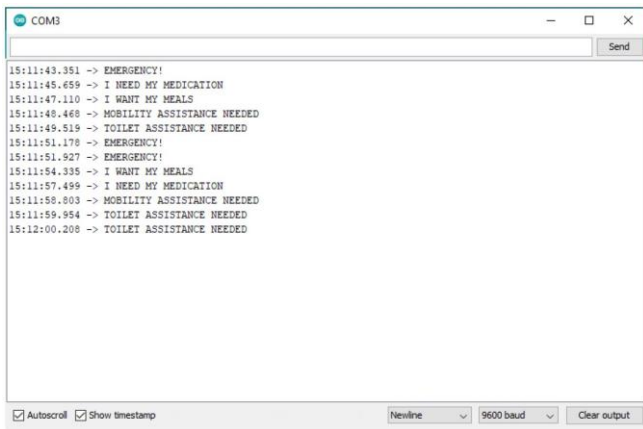 COM3
Send
15:11:43.351 -> EMERGENCY!
15:11:45.659 -> I NEED MY MEDICATION
15:11:47.110 -> I WANT MY MEALS
15:11:48.468 -> MOBILITY ASSISTANCE NEEDED
15:11:49.519 -> TOILET ASSISTANCE NEEDED
15:11:51.178 -> EMERGENCY!
15:11:51.927 -> EMERGENCY!
15:11:54.335 -> I WANT MY MEALS
15:11:57.499 -> I NEED MY MEDICATION
15:11:58.803 -> MOBILITY ASSISTANCE NEEDED
15:11:59.954 -> TOILET ASSISTANCE NEEDED
15:12:00.208 -> TOILET ASSISTANCE NEEDED
Autoscroll Show timestamp Newline 9600 baud Clear output